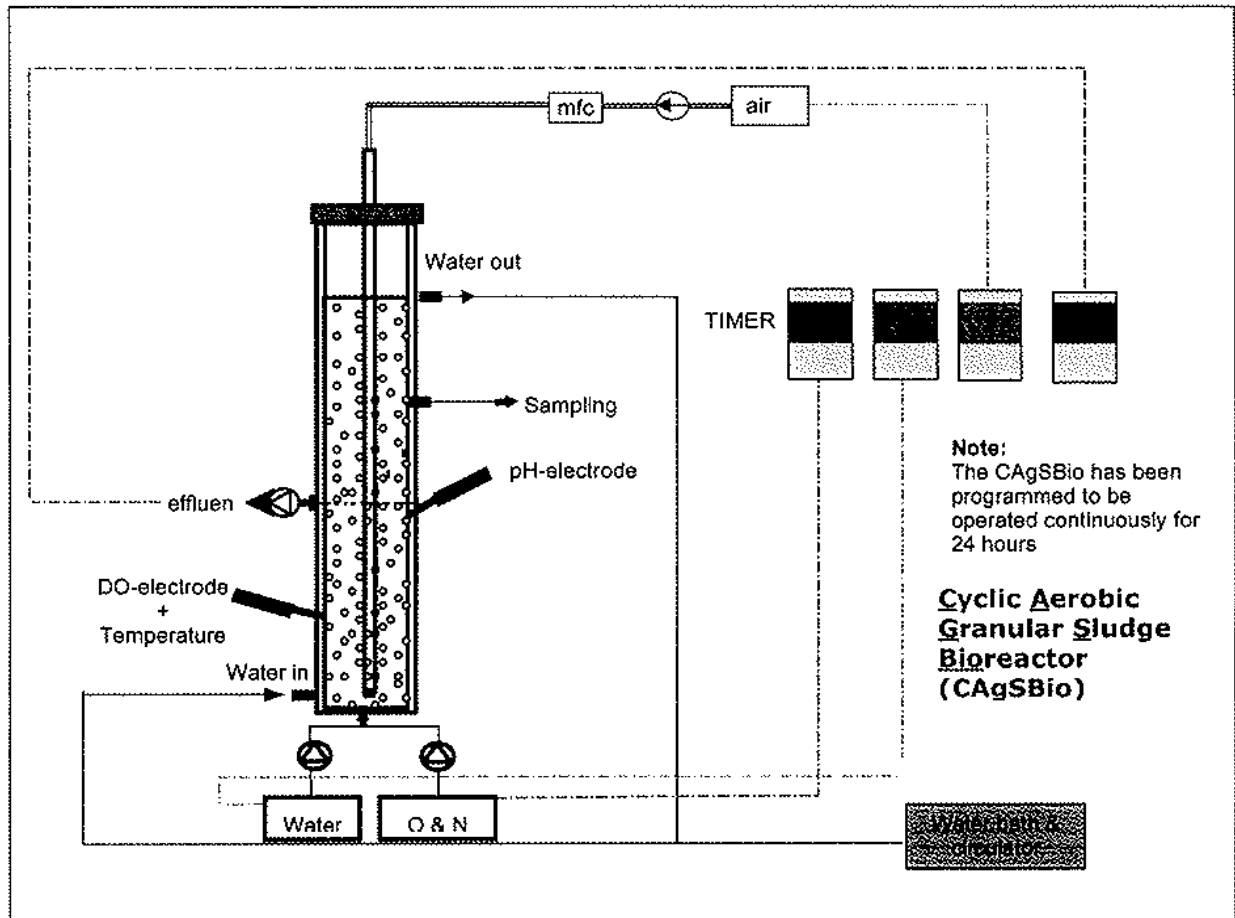 mfc
air
Water out
TIMER
Sampling
pH-electrode
effluen
DO-electrode
+
Temperature
Water in
Note:
The CAgSBio has been
programmed to be
operated continuously for
24 hours
Cyclic Aerobic
Granular Sludge
Bioreactor
(CAgSBio)
Water
O & N
Water bath &
circulator